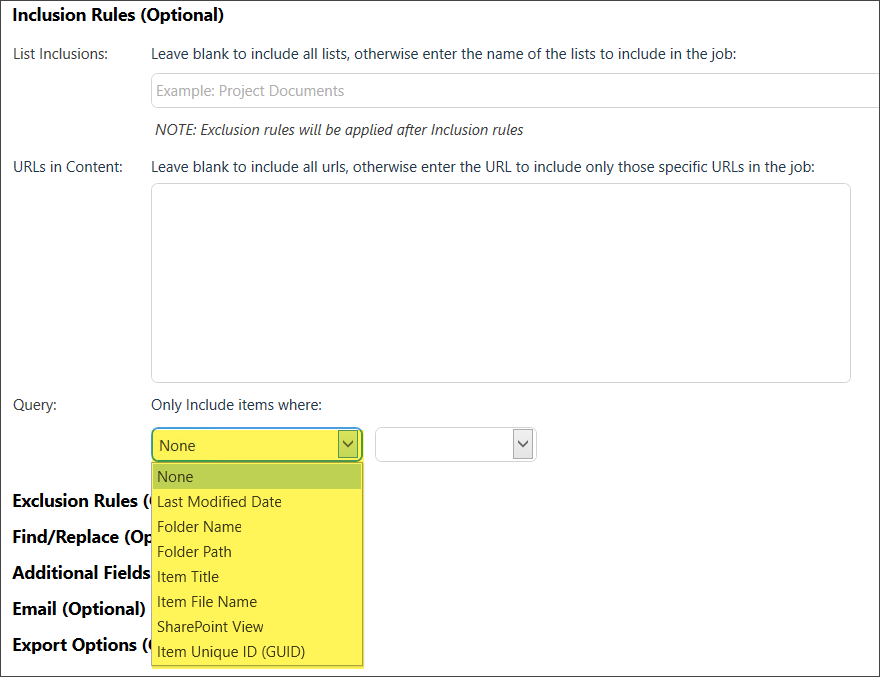 Inclusion Rules (Optional)
List Inclusions: Leave blank to include all lists, otherwise enter the name of the lists to include in the job:
Example: Project Documents
NOTE: Exclusion rules will be applied after Inclusion rules
URLs in Content: Leave blank to include all urls, otherwise enter the URL to include only those specific URLs in the job:
Query: Only Include items where:
None
None
Last Modified Date
Folder Name
Folder Path
Item Title
Item File Name
SharePoint View
Item Unique ID (GUID)
Exclusion Rules (
Find/Replace (Op
Additional Fields
Email (Optional)
Export Options (